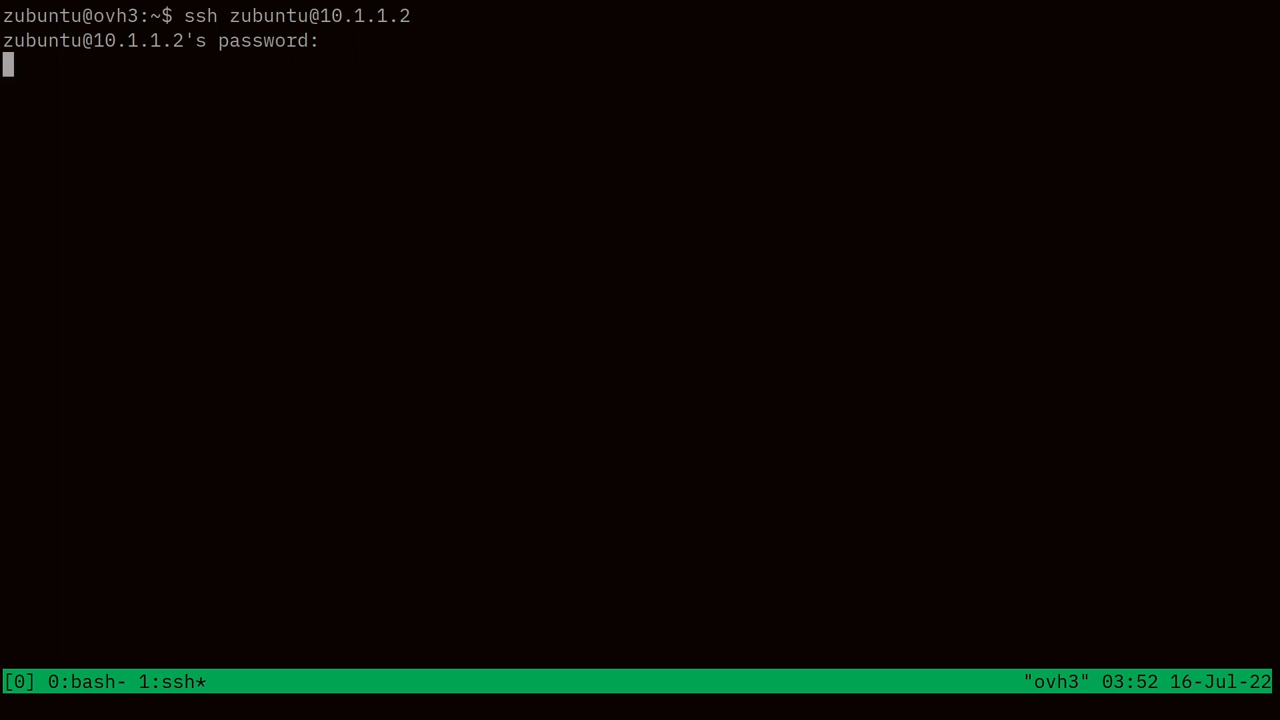 zubuntu@ovh3:~$ ssh zubuntu@10.1.1.2
zubuntu@10.1.1.2's password:
[0] 0:bash- 1:ssh* "ovh3" 03:52 16-Jul-22